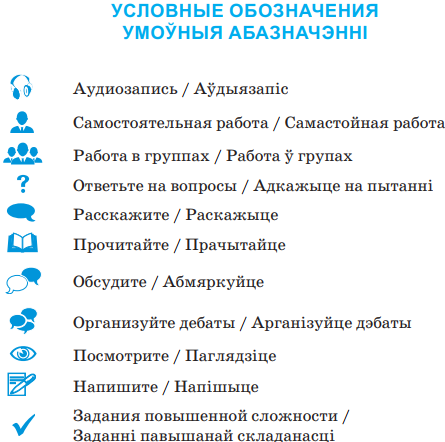 УСЛОВНЫЕ ОБОЗНАЧЕНИЯ
УМОЎНЫЯ АБАЗНАЧЭННІ
Аудиозапись / Аўдыязапіс
Самостоятельная работа / Самастойная работа
Работа в группах / Работа ў групах
? Ответьте на вопросы / Адкажыце на пытанні
Расскажите / Раскажыце
Прочитайте / Прачытайце
Обсудите / Абмяркуйце
Организуйте дебаты / Арганізуйце дэбаты
Посмотрите / Паглядзіце
Напишите / Напішыце
Задания повышенной сложности /
Заданні павышанай складанасці